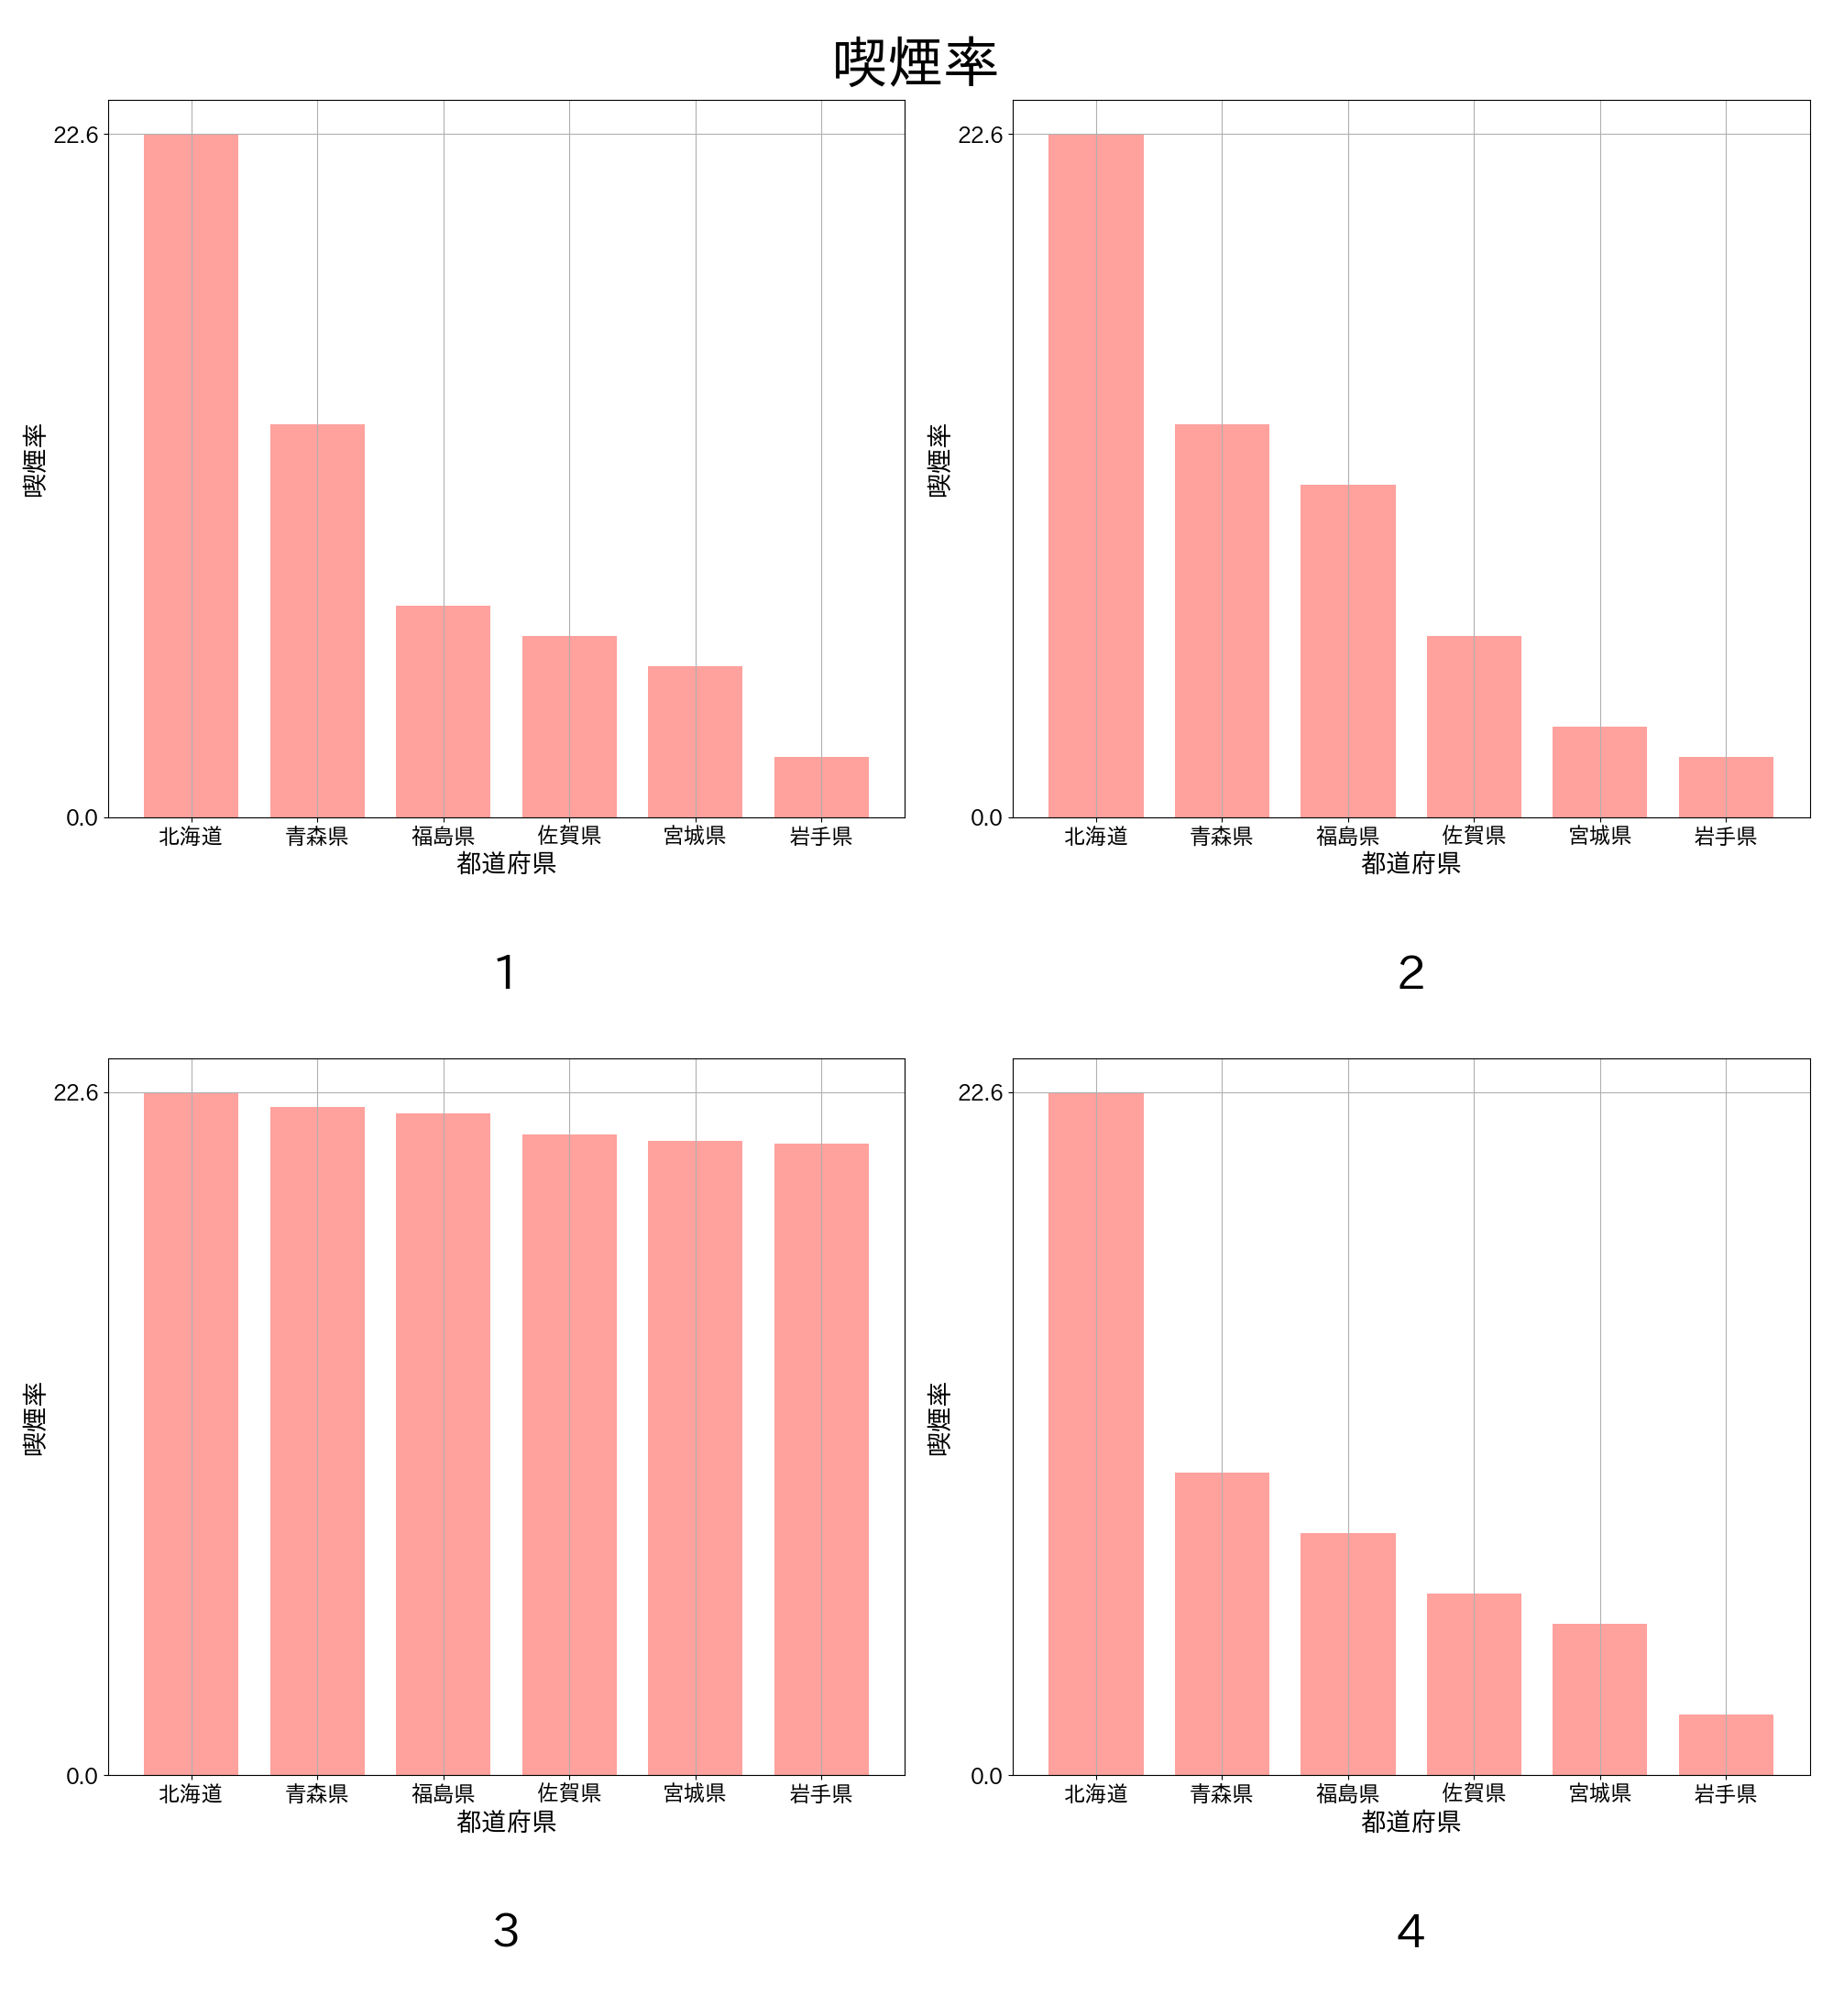 喫煙率
22.6
0.0
喫煙率
北海道 青森県 福島県 佐賀県 宮城県 岩手県
都道府県
1
22.6
0.0
喫煙率
北海道 青森県 福島県 佐賀県 宮城県 岩手県
都道府県
2
22.6
0.0
喫煙率
北海道 青森県 福島県 佐賀県 宮城県 岩手県
都道府県
3
22.6
0.0
喫煙率
北海道 青森県 福島県 佐賀県 宮城県 岩手県
都道府県
4